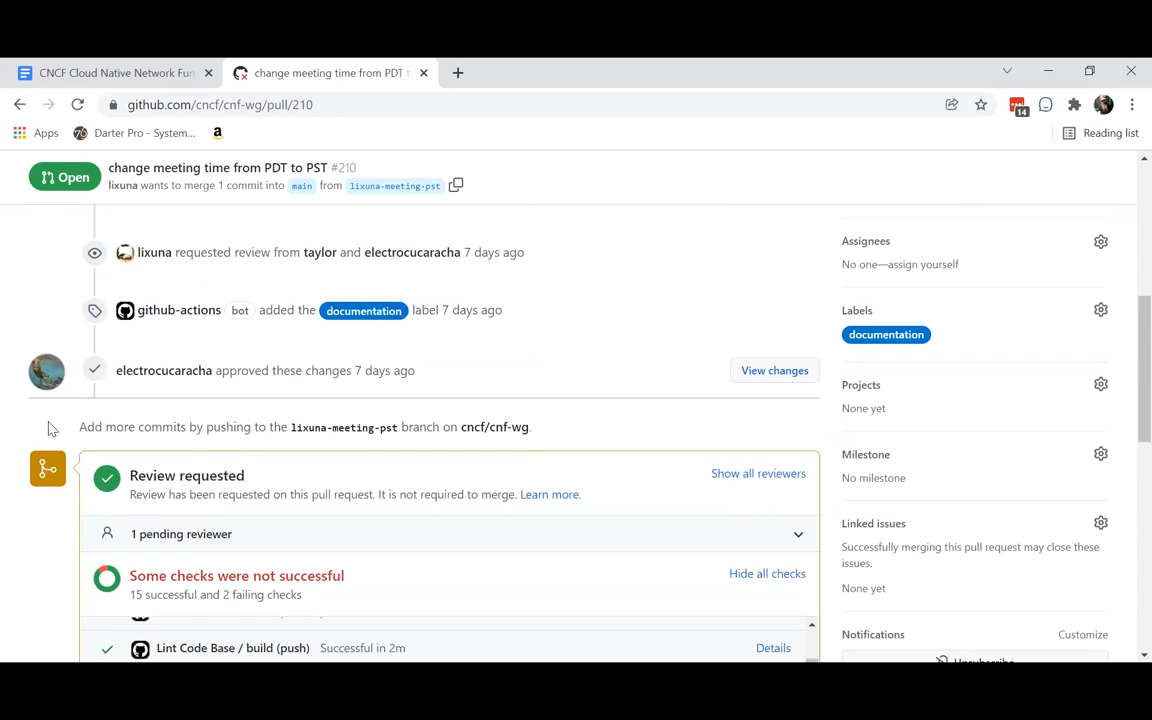 CNCF Cloud Native Network Fun
change meeting time from PDT t
github.com/cncf/cnf-wg/pull/210
14
Apps
Darter Pro - System...
Reading list
Open
change meeting time from PDT to PST #210
lixuna wants to merge 1 commit into main from lixuna-meeting-pst
lixuna requested review from taylor and electrocucaracha 7 days ago
github-actions bot added the documentation label 7 days ago
electrocucaracha approved these changes 7 days ago
View changes
Add more commits by pushing to the lixuna-meeting-pst branch on cncf/cnf-wg.
Review requested
Show all reviewers
Review has been requested on this pull request. It is not required to merge. Learn more.
1 pending reviewer
Some checks were not successful
Hide all checks
15 successful and 2 failing checks
Lint Code Base / build (push) Successful in 2m
Details
Assignees
No one—assign yourself
Labels
documentation
Projects
None yet
Milestone
No milestone
Linked issues
Successfully merging this pull request may close these
issues.
None yet
Notifications
Customize
Unsubscribe